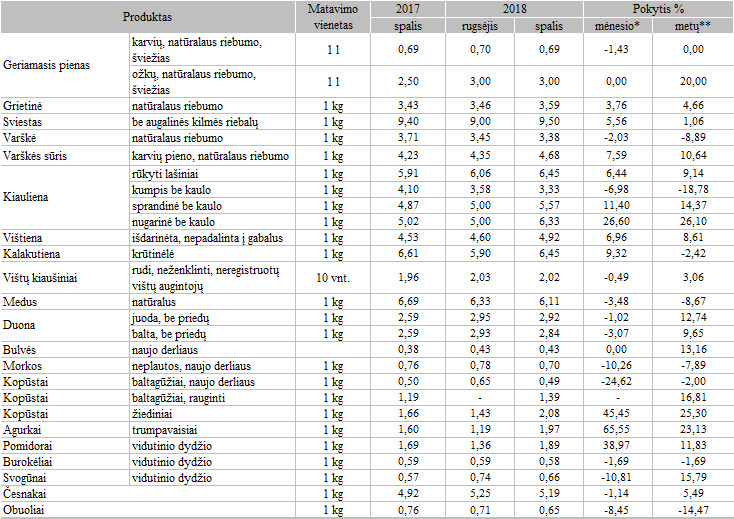 Produktas Matavimo vienetas 2017 2018 Pokytis %
spalis rugsėjis spalis mėnesio* metų**
Geriamasis pienas karvių, natūralaus riebumo, šviežias 1 l 0,69 0,70 0,69 -1,43 0,00
ožkų, natūralaus riebumo, šviežias 1 l 2,50 3,00 3,00 0,00 20,00
Grietinė natūralaus riebumo 1 kg 3,43 3,46 3,59 3,76 4,66
Sviestas be augalinės kilmės riebalų 1 kg 9,40 9,00 9,50 5,56 1,06
Varškė natūralaus riebumo 1 kg 3,71 3,45 3,38 -2,03 -8,89
Varškės sūris karvių pieno, natūralaus riebumo 1 kg 4,23 4,35 4,68 7,59 10,64
Kiauliena rūkyti lašiniai 1 kg 5,91 6,06 6,45 6,44 9,14
kumpis be kaulo 1 kg 4,10 3,58 3,33 -6,98 -18,78
sprandinė be kaulo 1 kg 4,87 5,00 5,57 11,40 14,37
nugarinė be kaulo 1 kg 5,02 5,00 6,33 26,60 26,10
Vištiena išdarinėta, nepadalinta į gabalus 1 kg 4,53 4,60 4,92 6,96 8,61
Kalakutiena krūtinėlė 1 kg 6,61 5,90 6,45 9,32 -2,42
Vištų kiaušiniai rudi, neženklinti, neregistruotų vištų augintojų 10 vnt. 1,96 2,03 2,02 -0,49 3,06
Medus natūralus 1 kg 6,69 6,33 6,11 -3,48 -8,67
Duona juoda, be priedų 1 kg 2,59 2,95 2,92 -1,02 12,74
balta, be priedų 1 kg 2,59 2,93 2,84 -3,07 9,65
Bulvės naujo derliaus 0,38 0,43 0,43 0,00 13,16
Morkos neplautos, naujo derliaus 1 kg 0,76 0,78 0,70 -10,26 -7,89
Kopūstai baltagūžiai, naujo derliaus 1 kg 0,50 0,65 0,49 -24,62 -2,00
Kopūstai baltagūžiai, rauginti 1 kg 1,19 - 1,39 - 16,81
Kopūstai žiediniai 1 kg 1,66 1,43 2,08 45,45 25,30
Agurkai trumpavaisiai 1 kg 1,60 1,19 1,97 65,55 23,13
Pomidorai vidutinio dydžio 1 kg 1,69 1,36 1,89 38,97 11,83
Burokėliai vidutinio dydžio 1 kg 0,59 0,59 0,58 -1,69 -1,69
Svogūnai vidutinio dydžio 1 kg 0,57 0,74 0,66 -10,81 15,79
Česnakai 1 kg 4,92 5,25 5,19 -1,14 5,49
Obuoliai 1 kg 0,76 0,71 0,65 -8,45 -14,47